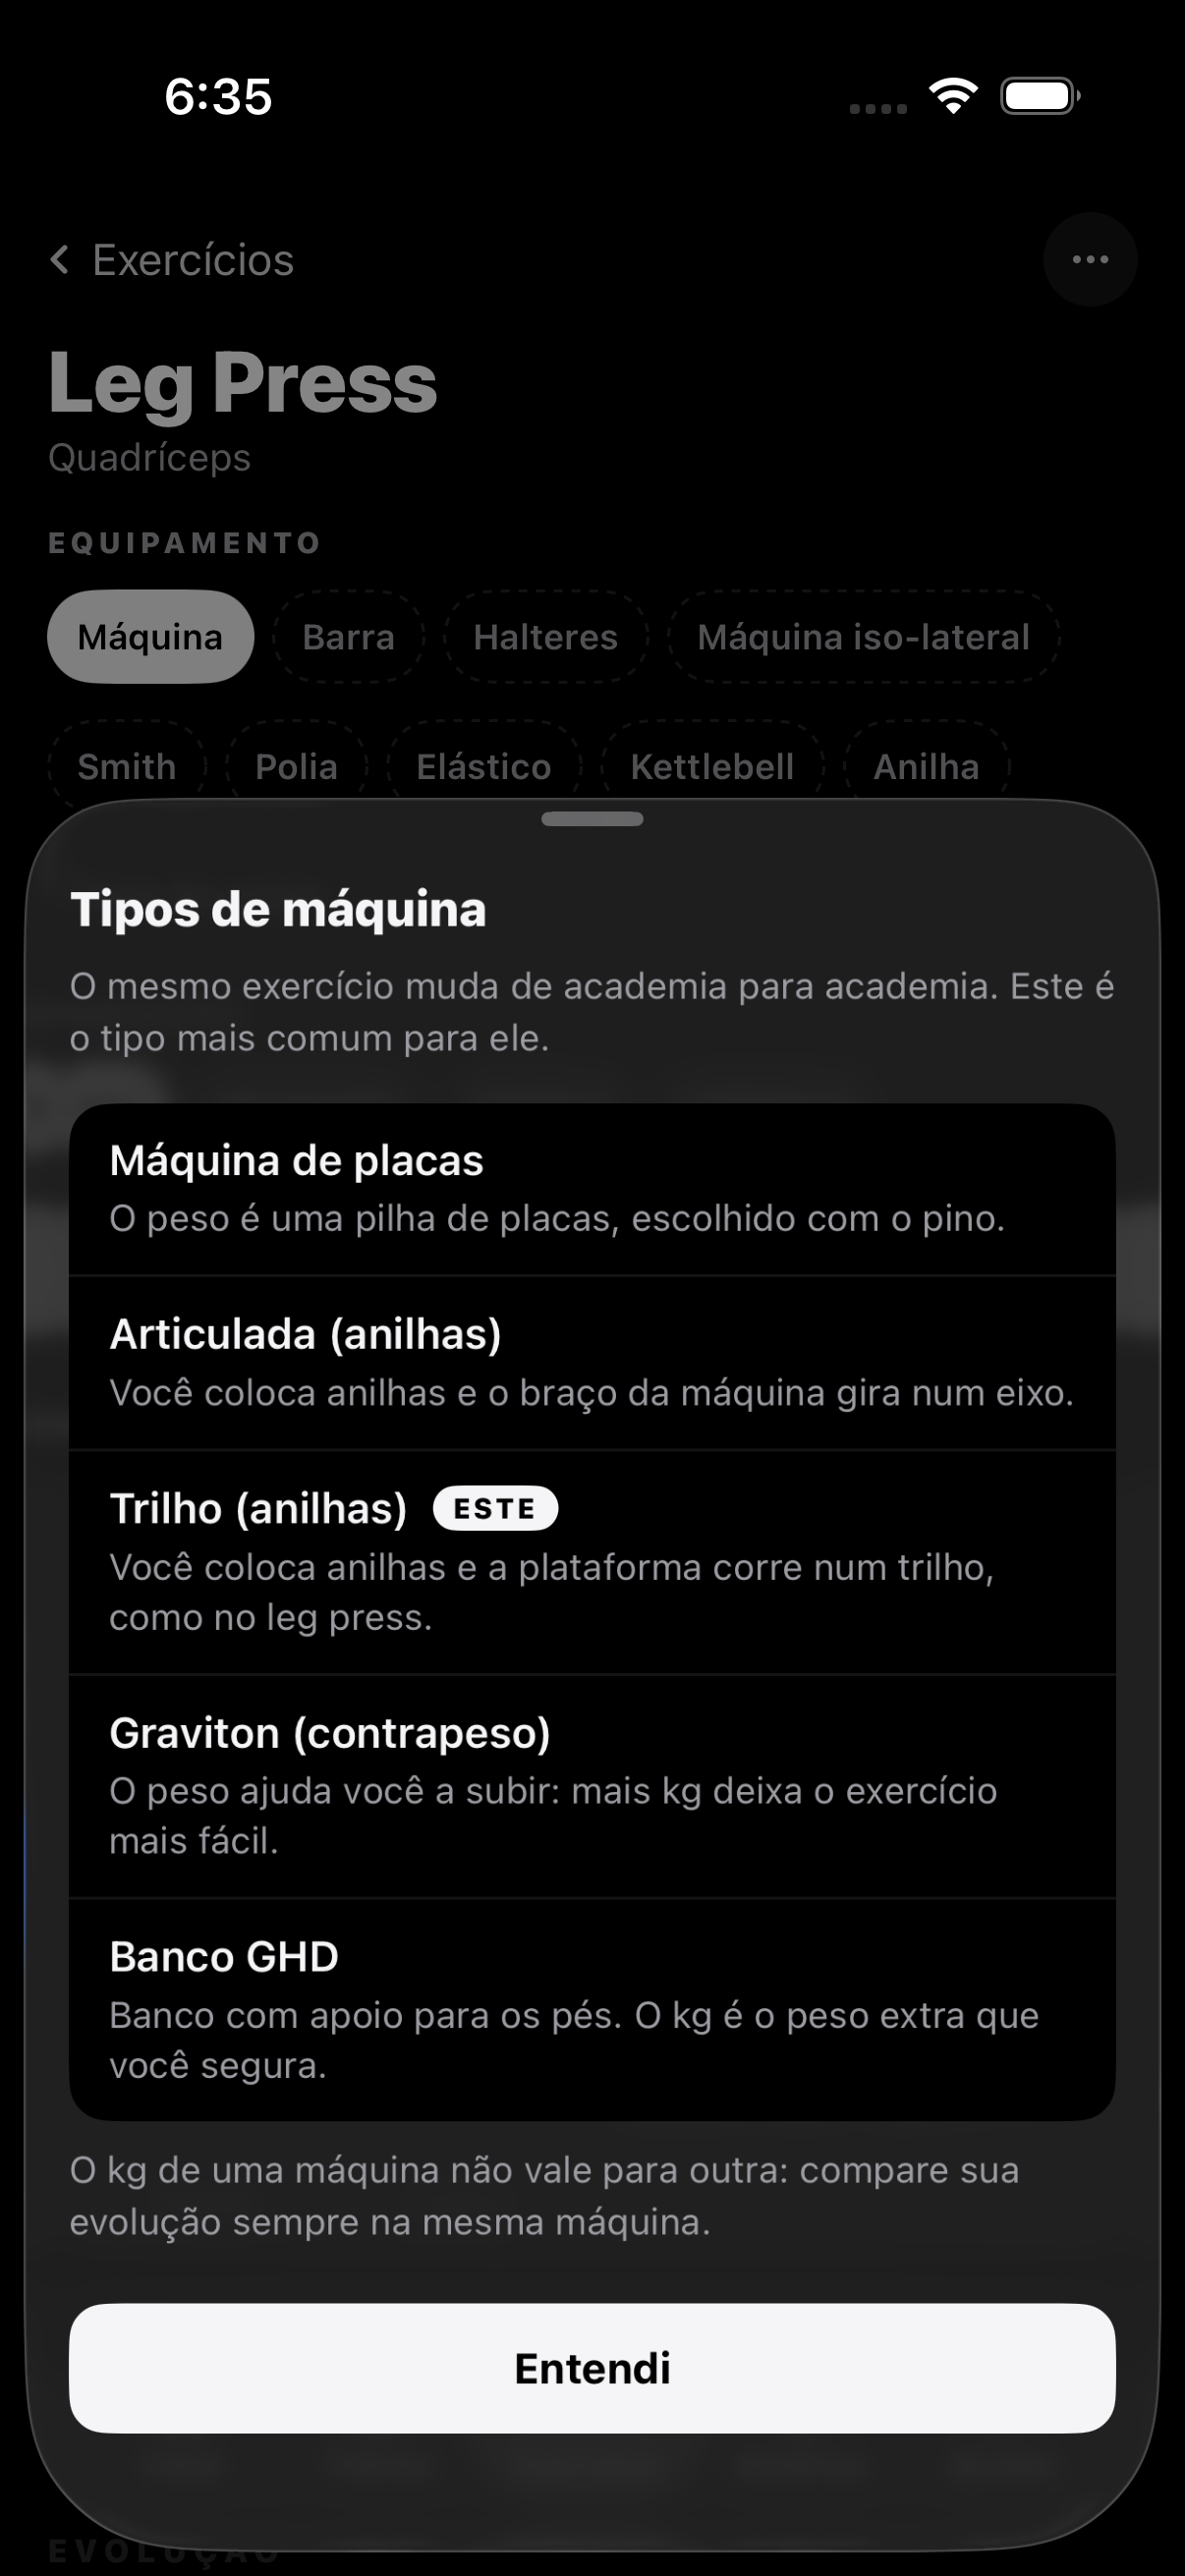 6:35
Exercícios
Leg Press
Quadríceps
EQUIPAMENTO
Máquina
Barra
Halteres
Máquina iso-lateral
Smith
Polia
Elástico
Kettlebell
Anilha
Tipos de máquina
O mesmo exercício muda de academia para academia. Este é
o tipo mais comum para ele.
Máquina de placas
O peso é uma pilha de placas, escolhido com o pino.
Articulada (anilhas)
Você coloca anilhas e o braço da máquina gira num eixo.
Trilho (anilhas) ESTE
Você coloca anilhas e a plataforma corre num trilho,
como no leg press.
Graviton (contrapeso)
O peso ajuda você a subir: mais kg deixa o exercício
mais fácil.
Banco GHD
Banco com apoio para os pés. O kg é o peso extra que
você segura.
O kg de uma máquina não vale para outra: compare sua
evolução sempre na mesma máquina.
Entendi
EVOLUÇÃO